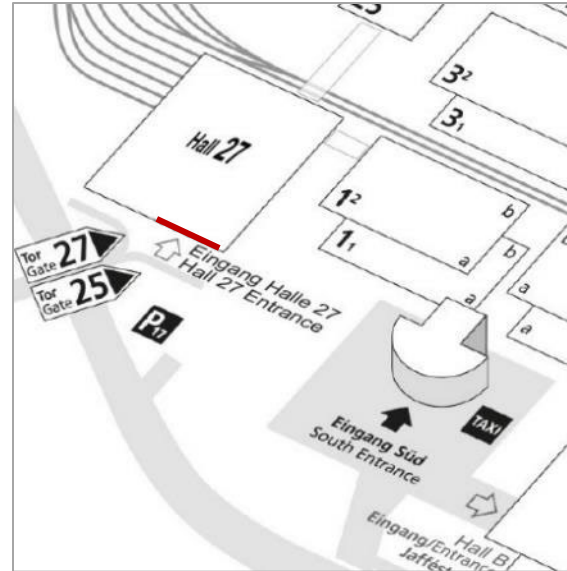 3²
3₁
Hall 27
1²
b
1₁
a
b
a
a
a
Tor
Gate 27
Eingang Halle 27
Hall 27 Entrance
Tor
Gate 25
P17
TAXI
Eingang Süd
South Entrance
Hall B
Eingang/Entrance